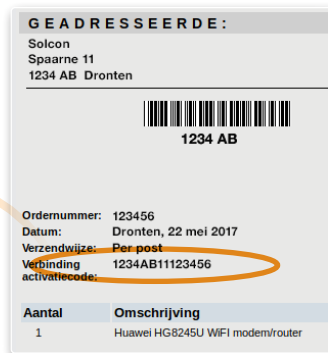 GEADRESSEERDE:
Solcon
Spaarne 11
1234 AB Dronten
1234 AB
Ordernummer: 123456
Datum: Dronten, 22 mei 2017
Verzendwijze: Per post
Verbinding activatiecode: 1234AB11123456
Aantal Omschrijving
1 Huawei HG8245U WiFI modem/router